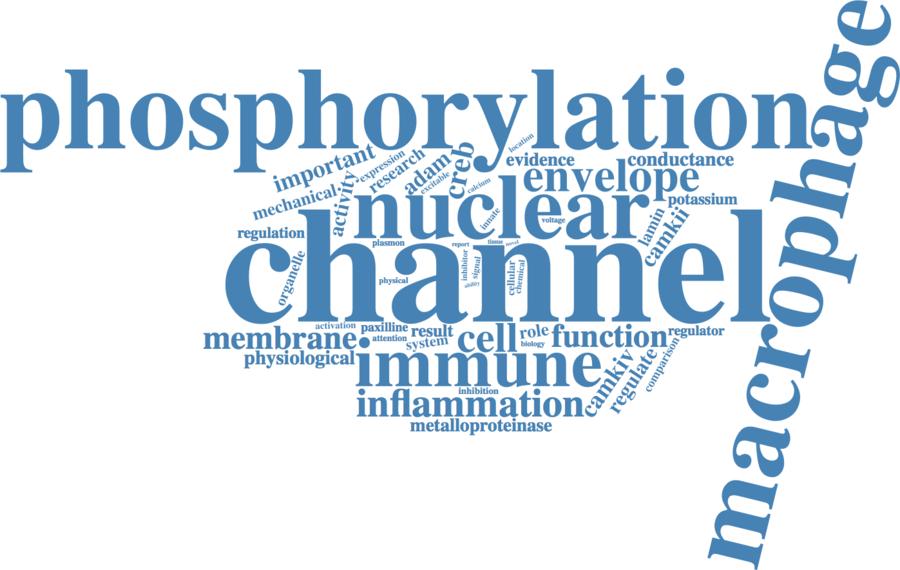 phosphorylation
macrophage
location
important
expression
research
adam
creb
evidence
conductance
mechanical
activity
excitable
calcium
envelope
potassium
nuclear
innate
voltage
lamin
camkii
regulation
plasmon
report
tissue
novel
channel
organelle
physical
inhibitor
signal
ability
cellular
chemical
activation
membrane
paxilline
attention
result
system
cell
role
biology
function
regulator
physiological
immune
camkiv
regulate
comparison
inhibition
inflammation
metalloproteinase